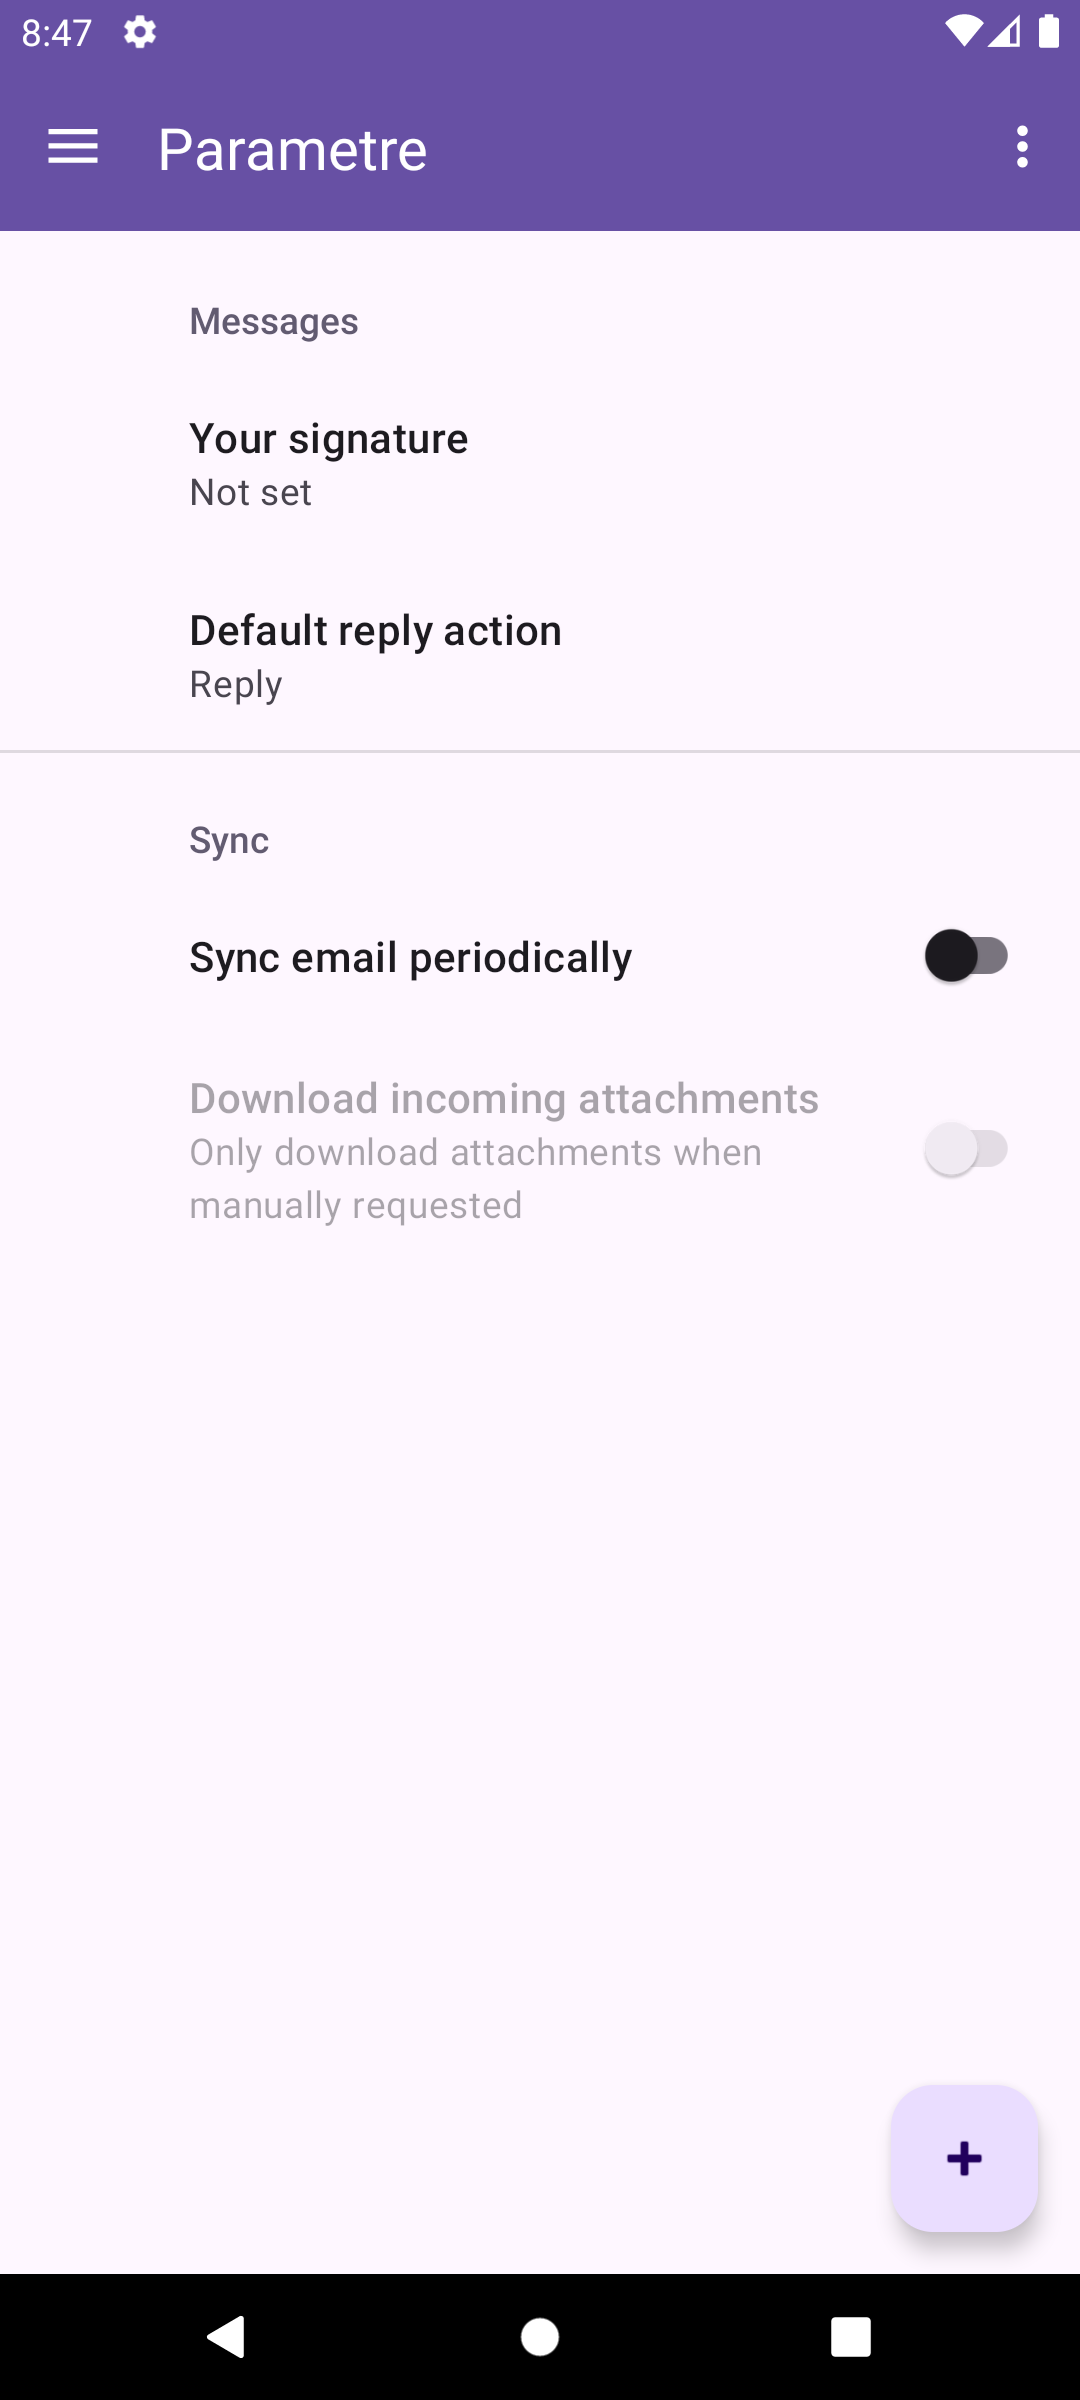 8:47
Parametre
Messages
Your signature
Not set
Default reply action
Reply
Sync
Sync email periodically
Download incoming attachments
Only download attachments when
manually requested